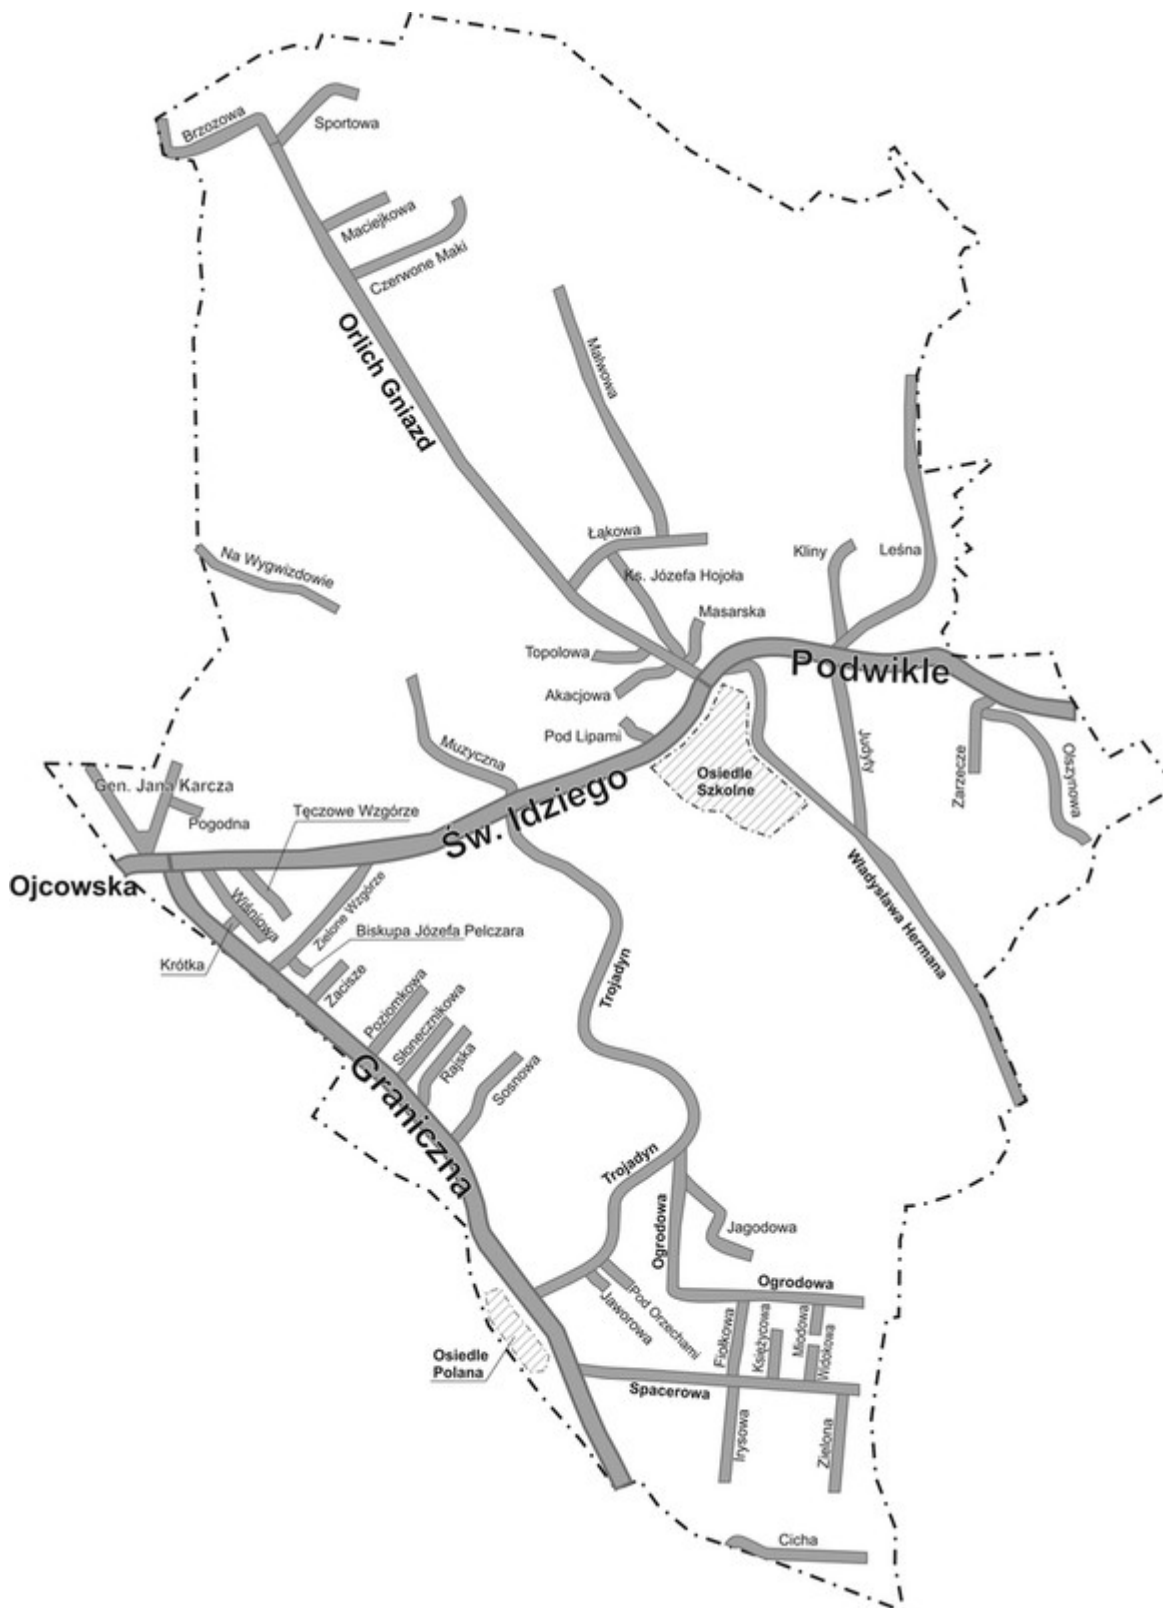 Brzozowa
Sportowa
Maciejkowa
Czerwone Maki
Orlich Gniazd
Malwowa
Łąkowa
Ks. Józefa Hojoła
Kliny
Leśna
Na Wygwizdowie
Masarska
Topolowa
Akacjowa
Podwikle
Pod Lipami
Muzyczna
Osiedle
Szkolne
Judyty
Zarzecze
Olszynowa
Gen. Jana Karcza
Pogodna
Tęczowe Wzgórze
Św. Idziego
Ojcowska
Wiśniowa
Zielone Wzgórze
Władysława Hermana
Krótka
Biskupa Józefa Pelczara
Zacisze
Poziomkowa
Słonecznikowa
Rajska
Sosnowa
Trojadyn
Graniczna
Trojadyn
Ogrodowa
Jagodowa
Ogrodowa
Pod Orzechami
Jaworowa
Fiołkowa
Księżycowa
Miodowa
Widokowa
Osiedle
Polana
Spacerowa
Irysowa
Zielona
Cicha